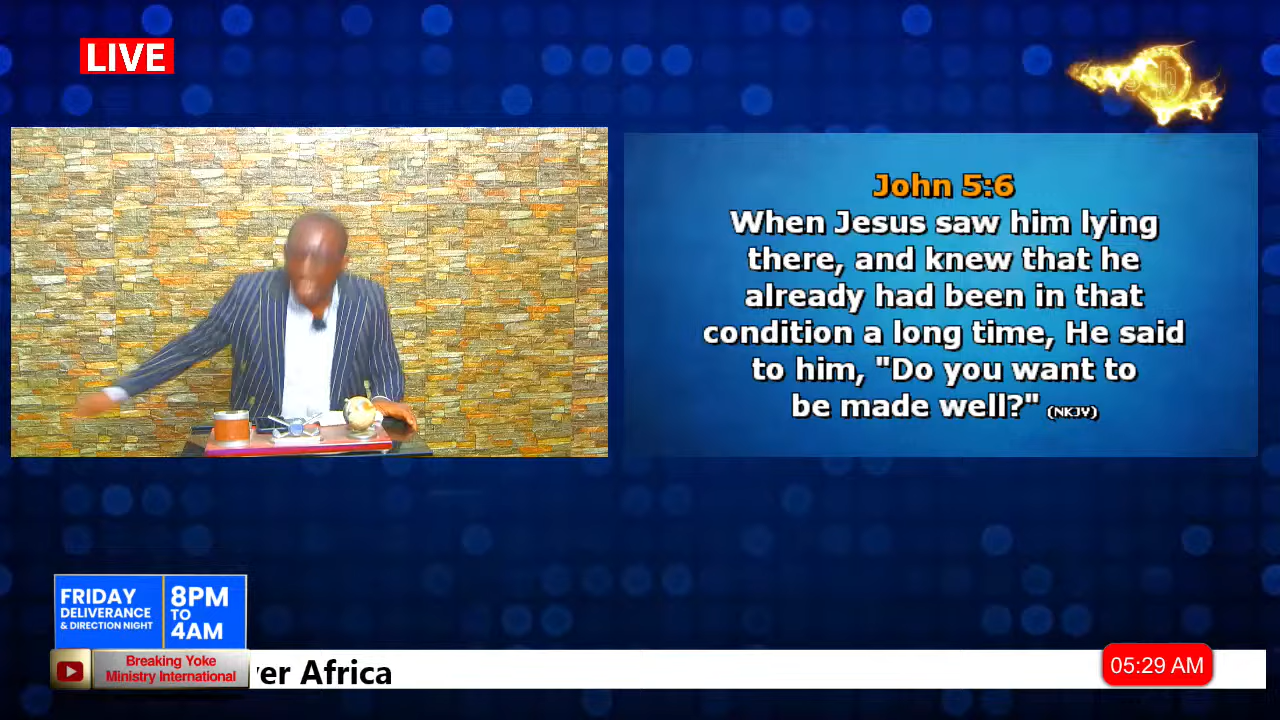 LIVE
John 5:6
When Jesus saw him lying
there, and knew that he
already had been in that
condition a long time, He said
to him, "Do you want to
be made well?" (NKJV)
FRIDAY
DELIVERANCE
& DIRECTION NIGHT
8PM
TO
4AM
Breaking Yoke
Ministry International
er Africa
05:29 AM